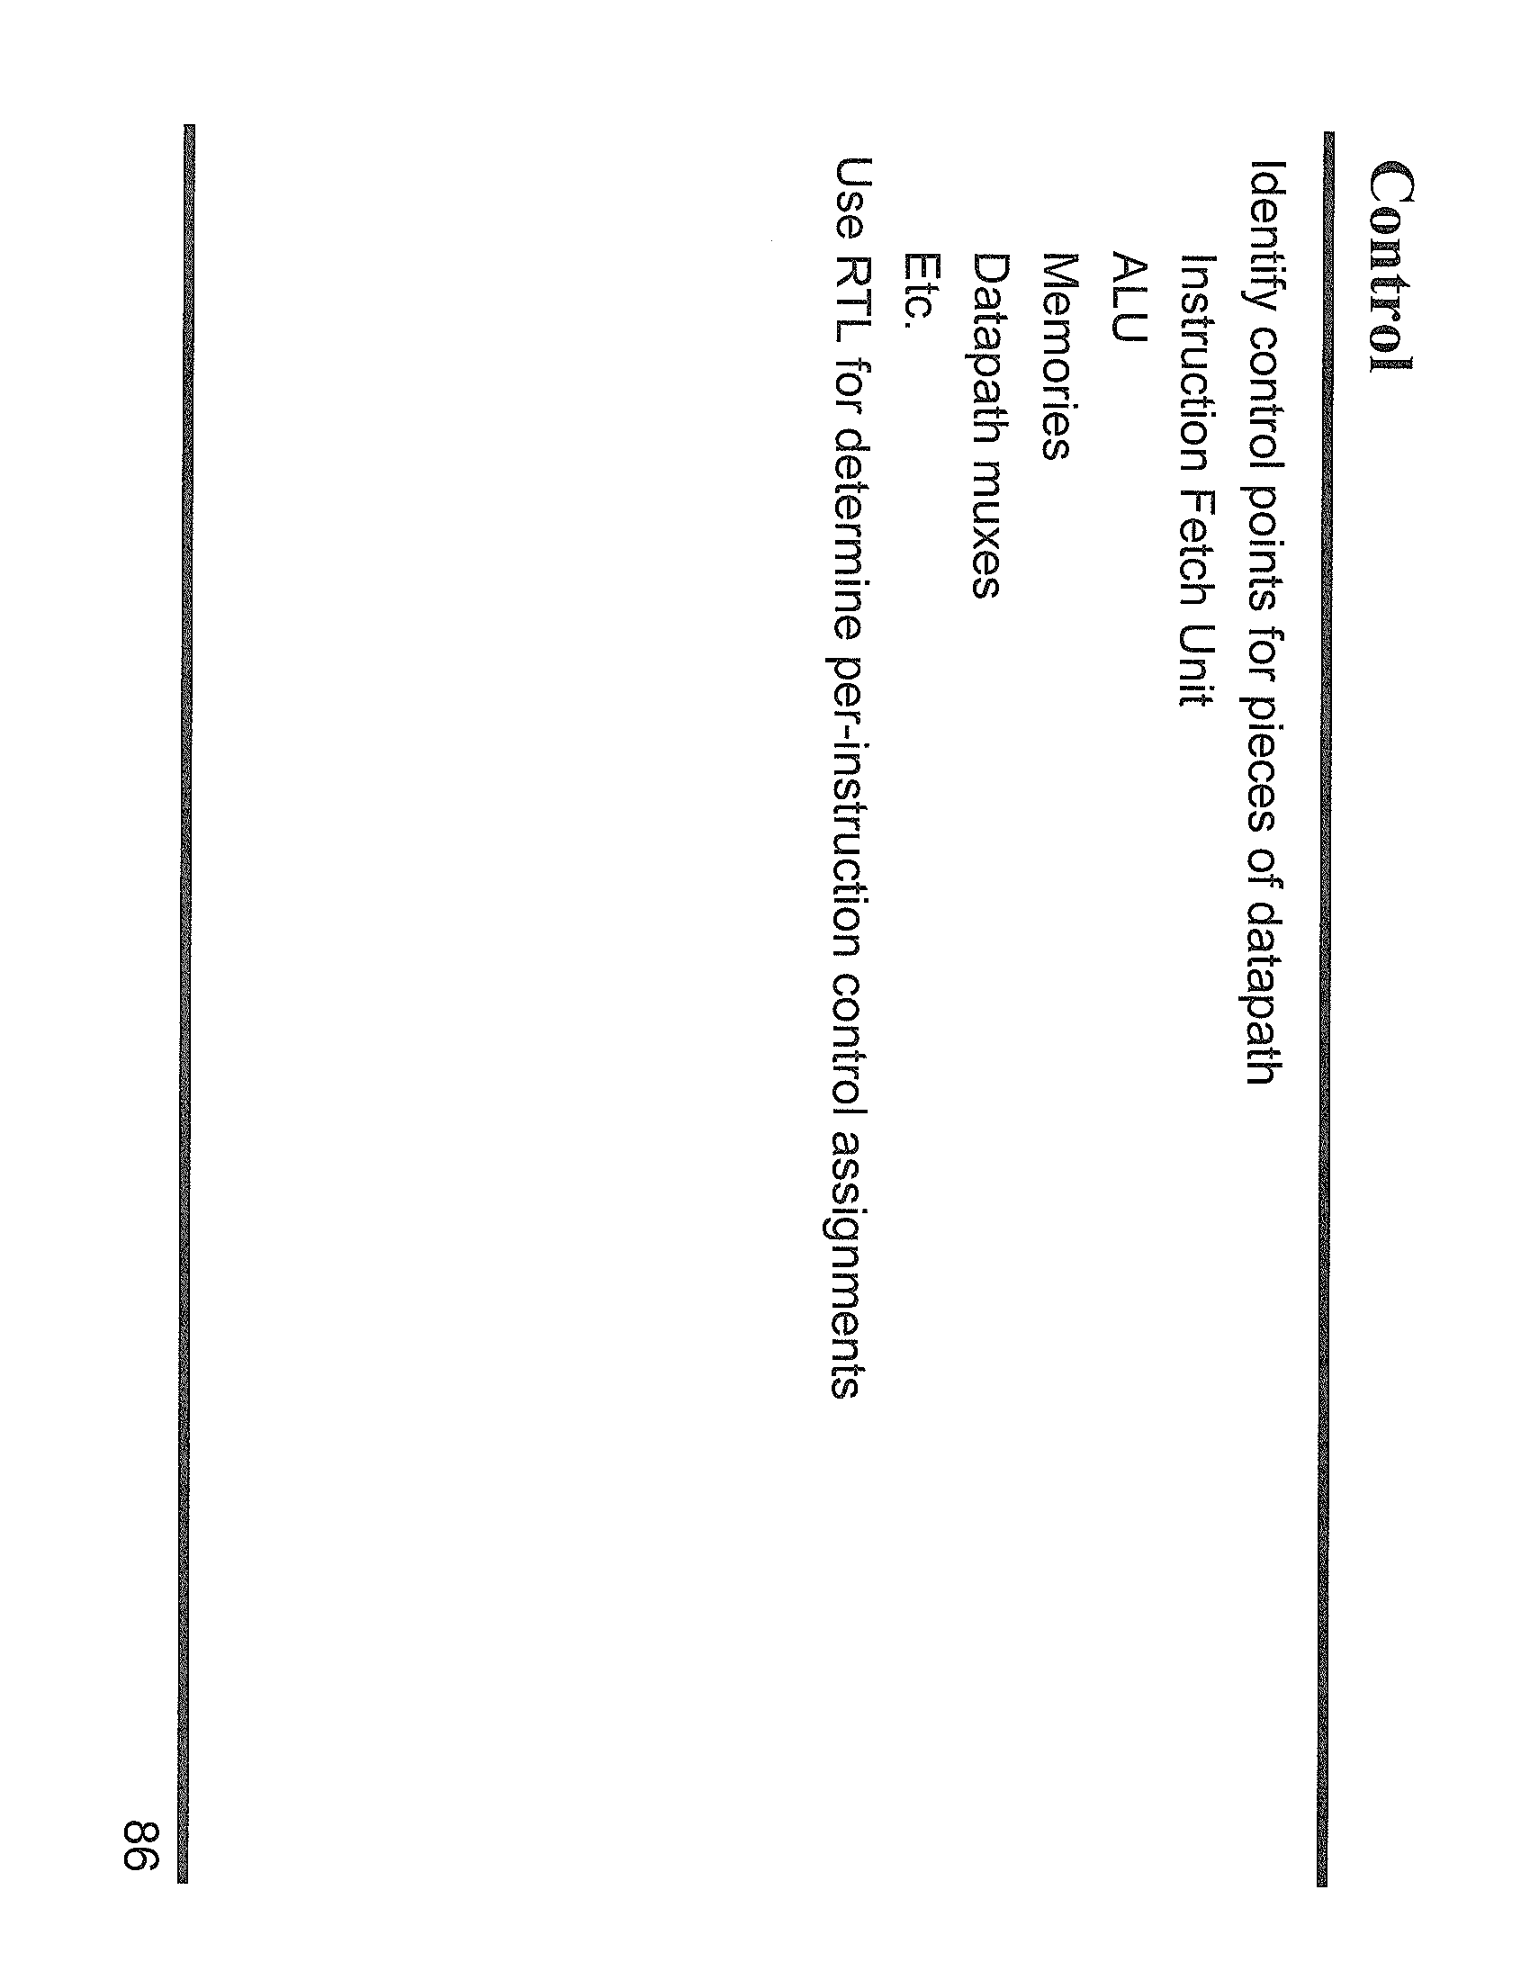 Control
Identify control points for pieces of datapath
Instruction Fetch Unit
ALU
Memories
Datapath muxes
Etc.
Use RTL for determine per-instruction control assignments
86